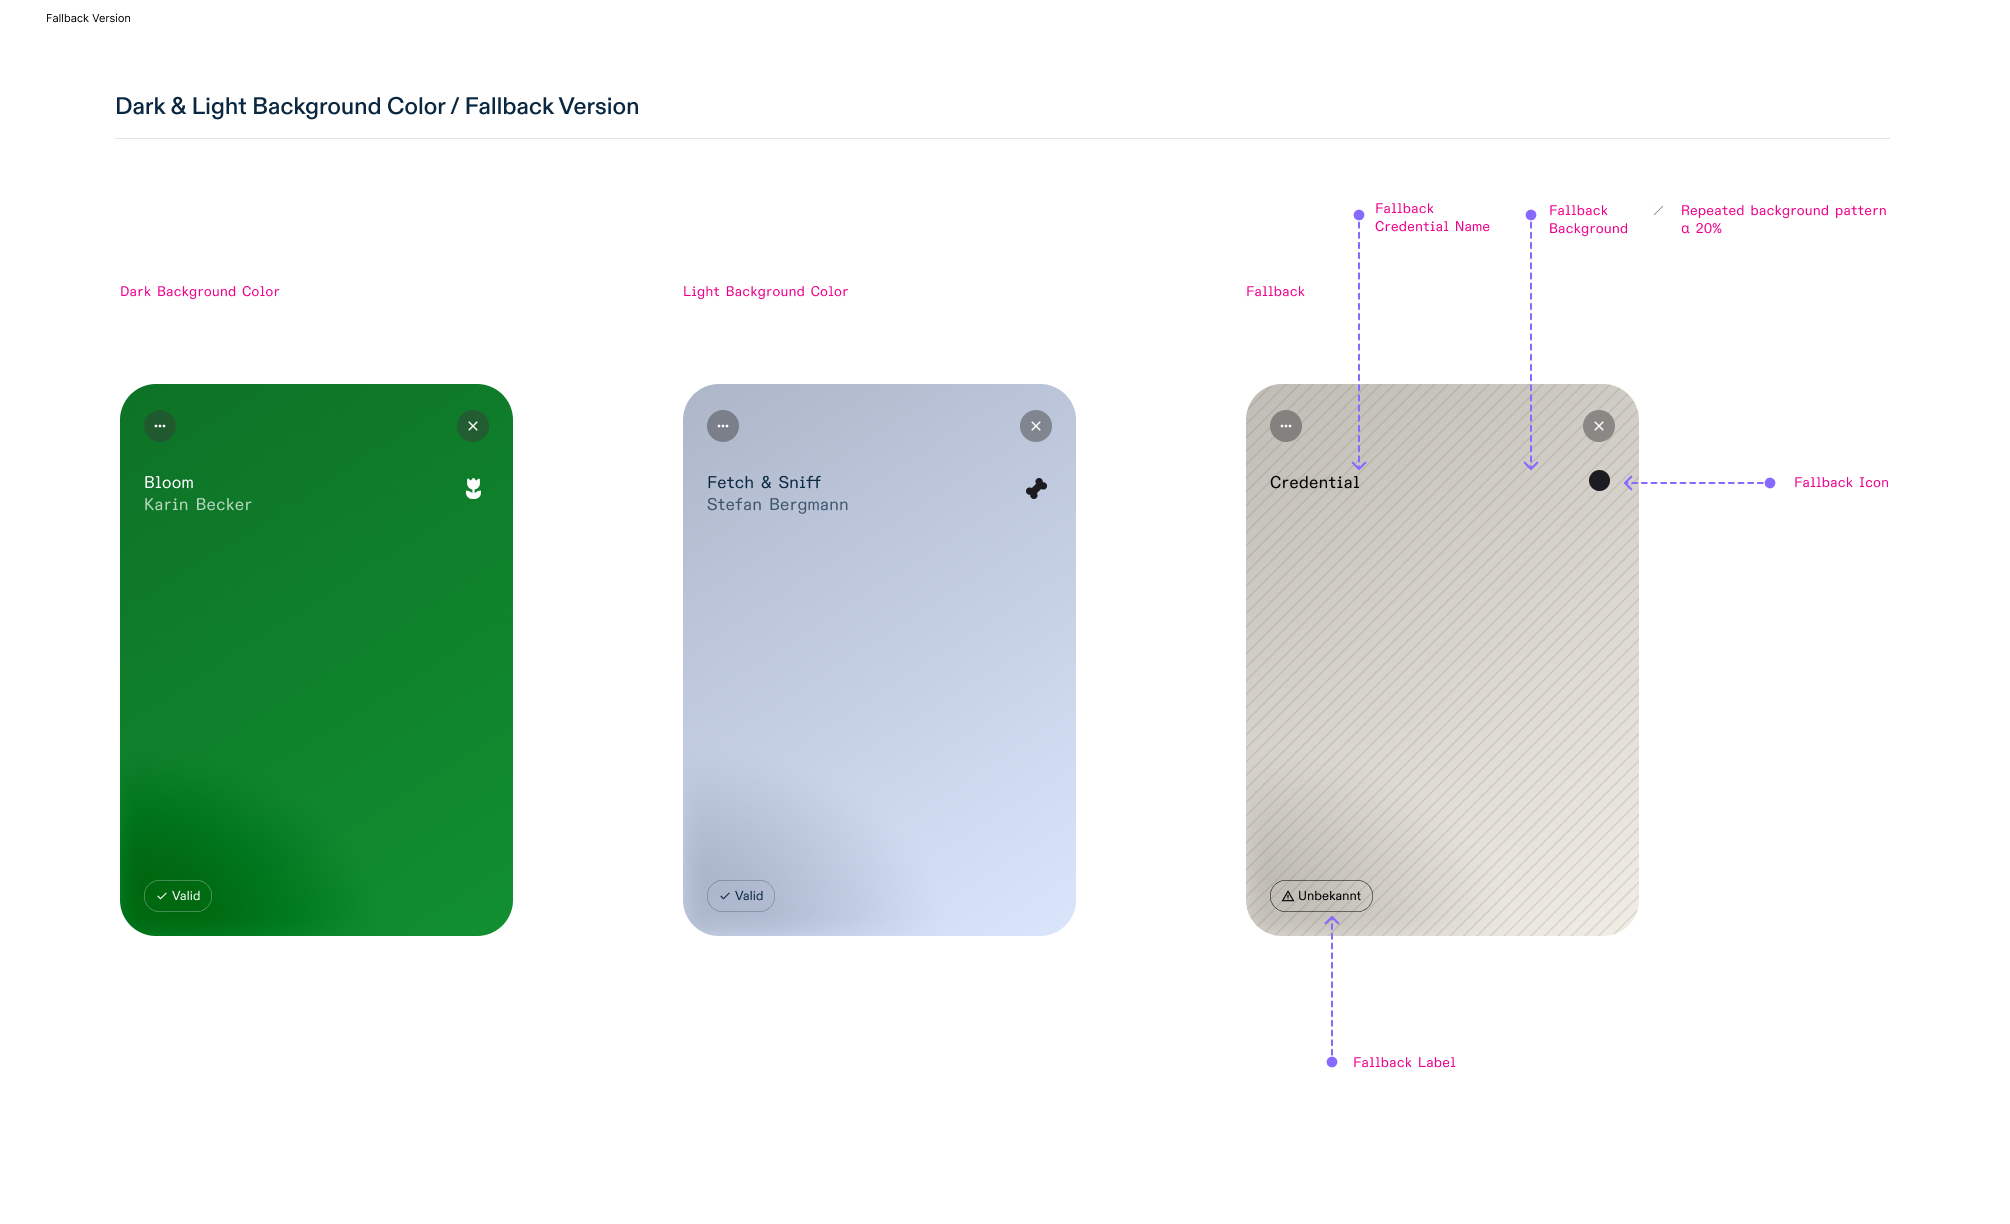 Fallback Version
Dark & Light Background Color / Fallback Version
Fallback
Credential Name
Fallback
Background
Repeated background pattern
α 20%
Dark Background Color
Light Background Color
Fallback
Bloom
Karin Becker
Valid
Fetch & Sniff
Stefan Bergmann
Valid
Credential
Fallback Icon
Unbekannt
Fallback Label